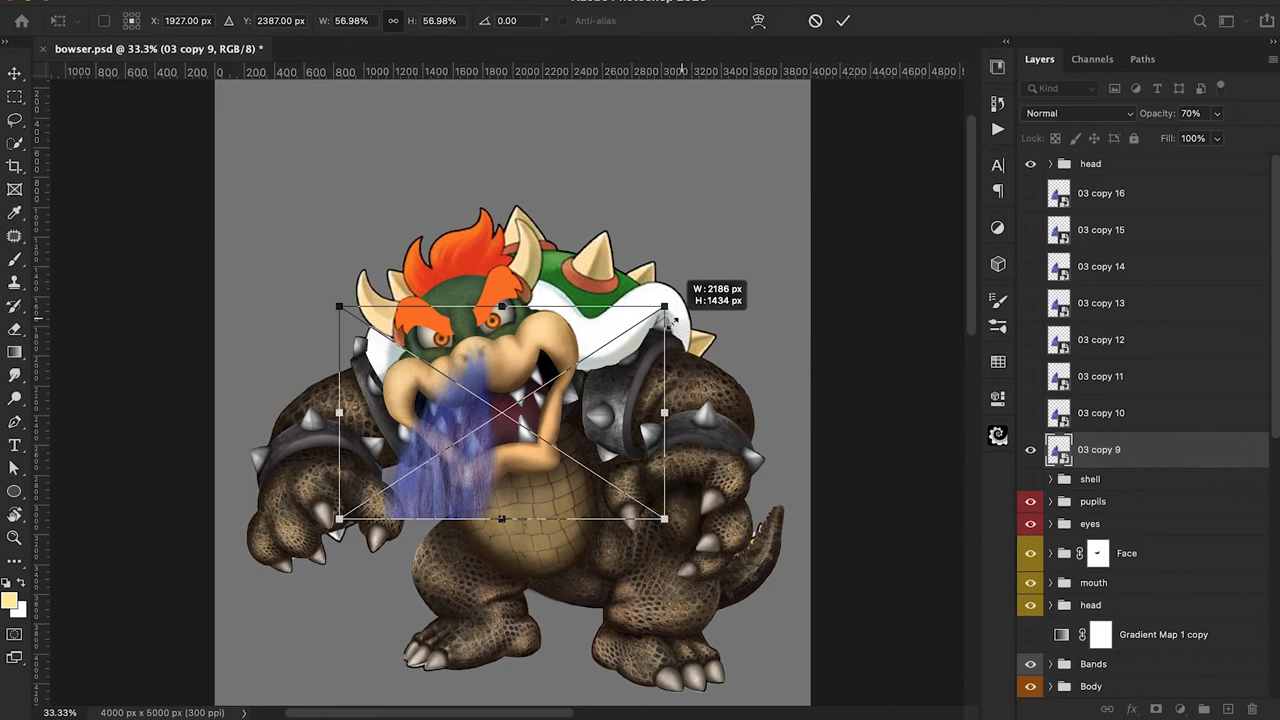 X: 1927.00 px Y: 2387.00 px W: 56.98% H: 56.98% 0.00 ° Anti-alias
× bowser.psd @ 33.3% (03 copy 9, RGB/8) *
1000 800 600 400 200 0 200 400 600 800 1000 1200 1400 1600 1800 2000 2200 2400 2600 2800 3000 3200 3400 3600 3800 4000 4200 4400 4600 4800
W: 2186 px
H: 1434 px
33.33% 4000 px x 5000 px (300 ppi)
Layers Channels Paths
Kind
Normal Opacity: 70%
Lock: Fill: 100%
head
03 copy 16
03 copy 15
03 copy 14
03 copy 13
03 copy 12
03 copy 11
03 copy 10
03 copy 9
shell
pupils
eyes
Face
mouth
head
Gradient Map 1 copy
Bands
Body
fx